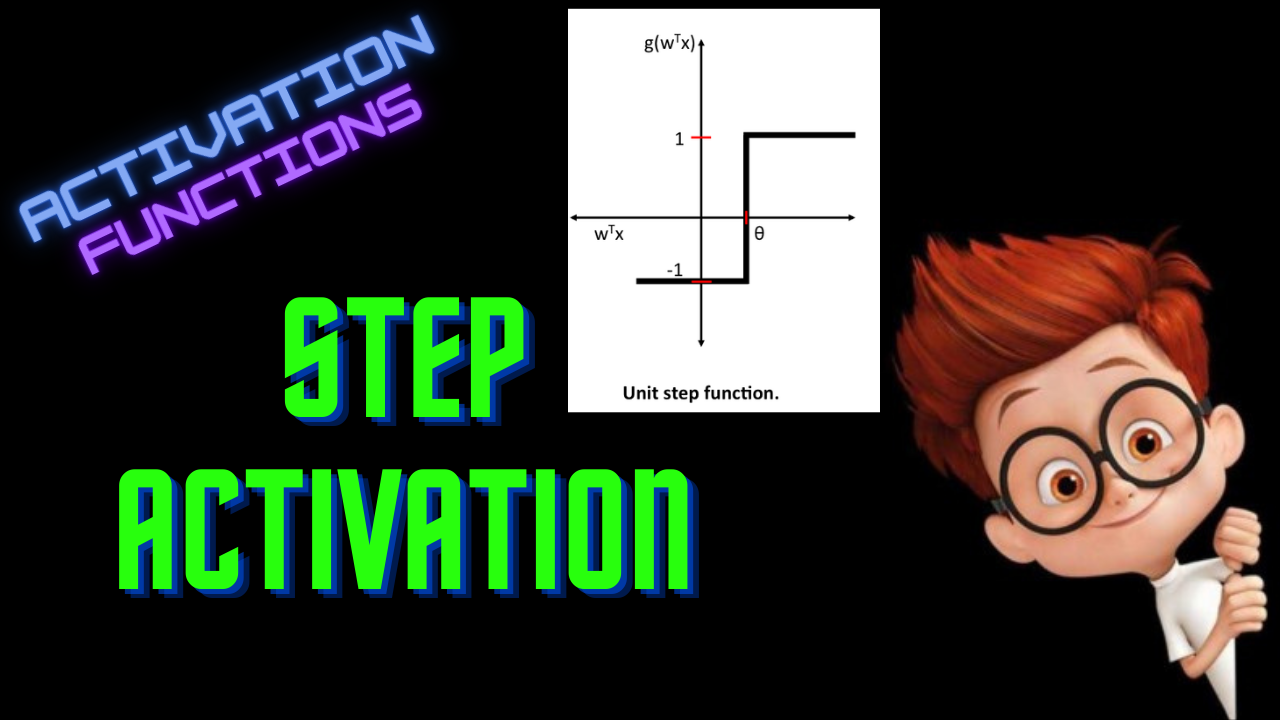 ACTIVATION
FUNCTIONS
g(wᵀx)
1
wᵀx
θ
-1
Unit step function.
STEP
ACTIVATION